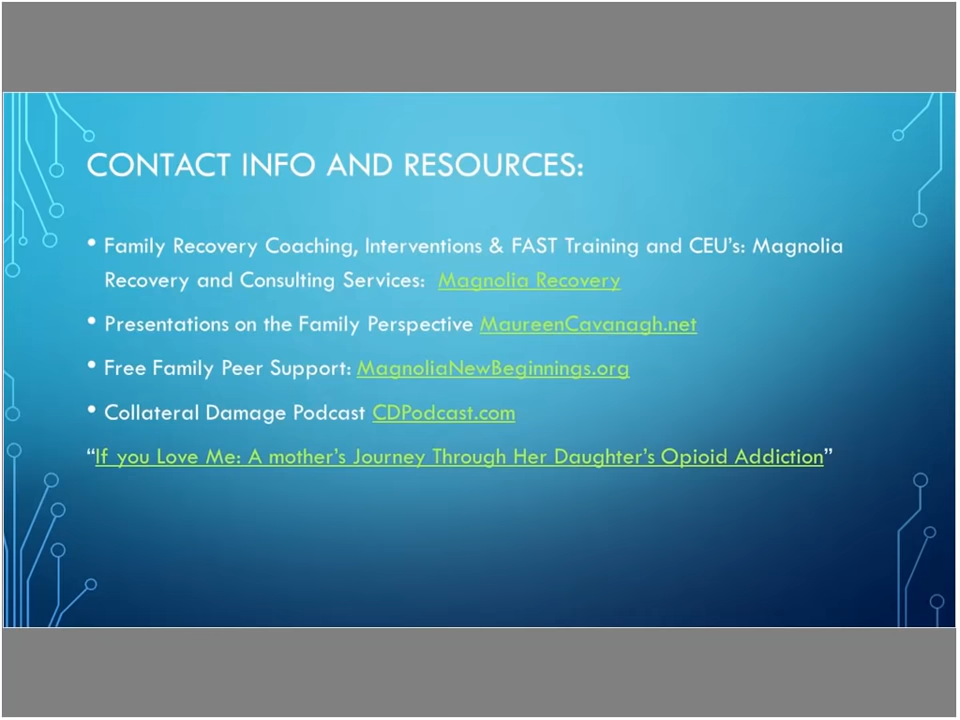 CONTACT INFO AND RESOURCES:
• Family Recovery Coaching, Interventions & FAST Training and CEU's: Magnolia
Recovery and Consulting Services: Magnolia Recovery
• Presentations on the Family Perspective MaureenCavanagh.net
• Free Family Peer Support: MagnoliaNewBeginnings.org
• Collateral Damage Podcast CDPodcast.com
“If you Love Me: A mother’s Journey Through Her Daughter’s Opioid Addiction”